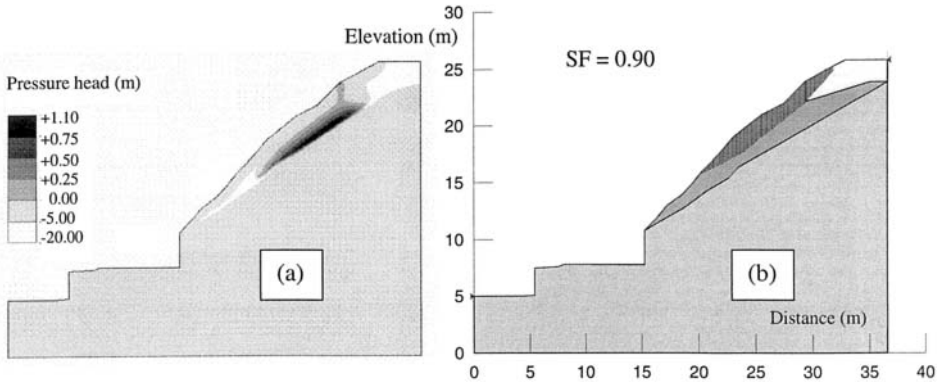 Elevation (m)
SF = 0.90
Pressure head (m)
+1.10
+0.75
+0.50
+0.25
0.00
-5.00
-20.00
(a)
(b)
Distance (m)
30
25
20
15
10
5
0
0 5 10 15 20 25 30 35 40